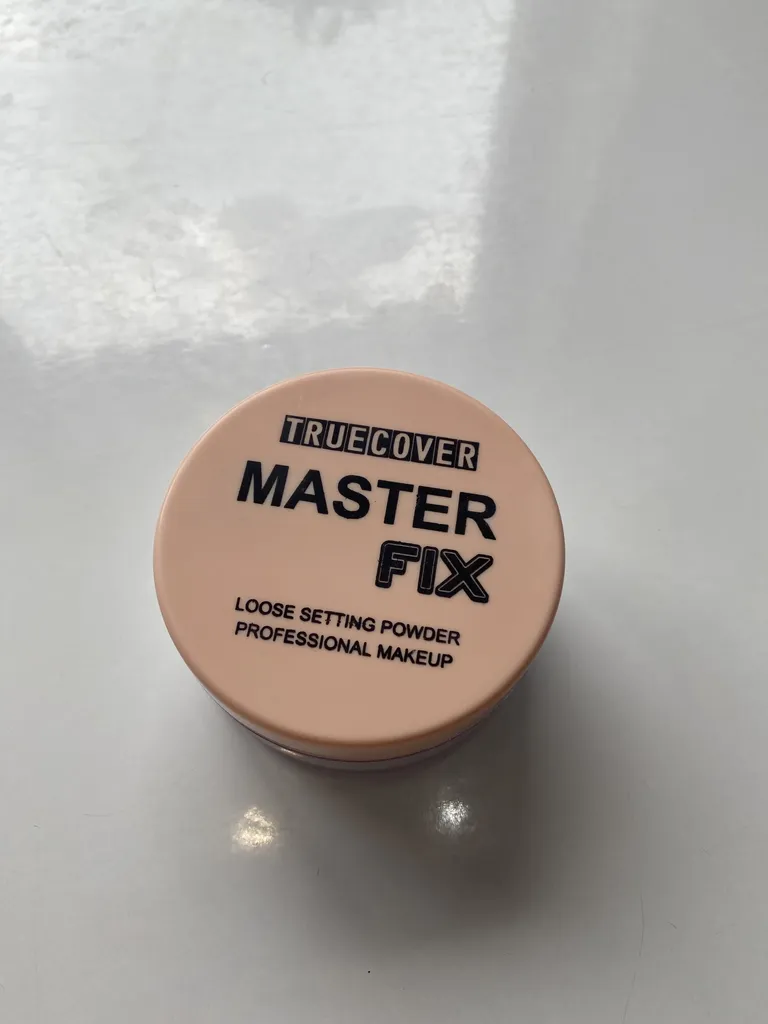 TRUECOVER
MASTER
FIX
LOOSE SETTING POWDER
PROFESSIONAL MAKEUP